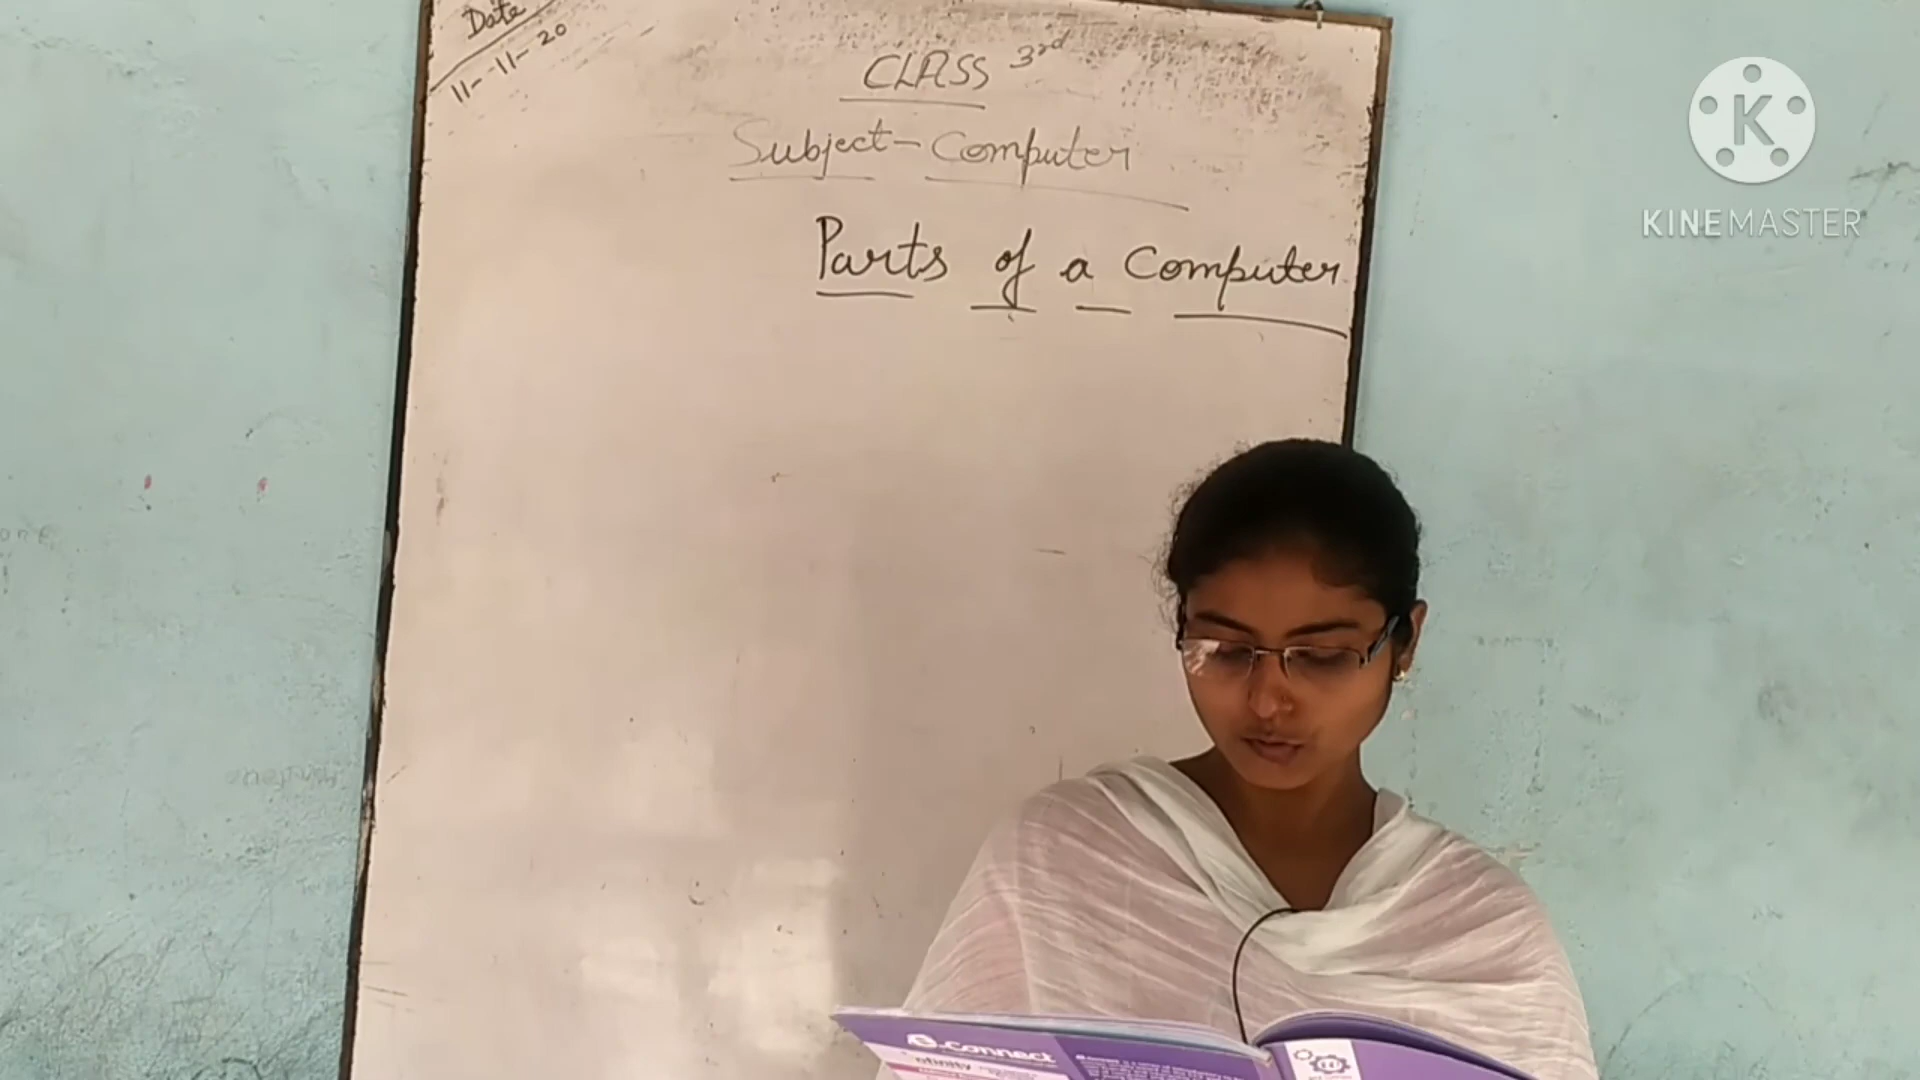 Date
11-11-20
CLASS 3rd
Subject-Computer
Parts of a Computer
K
KINEMASTER
e.connect